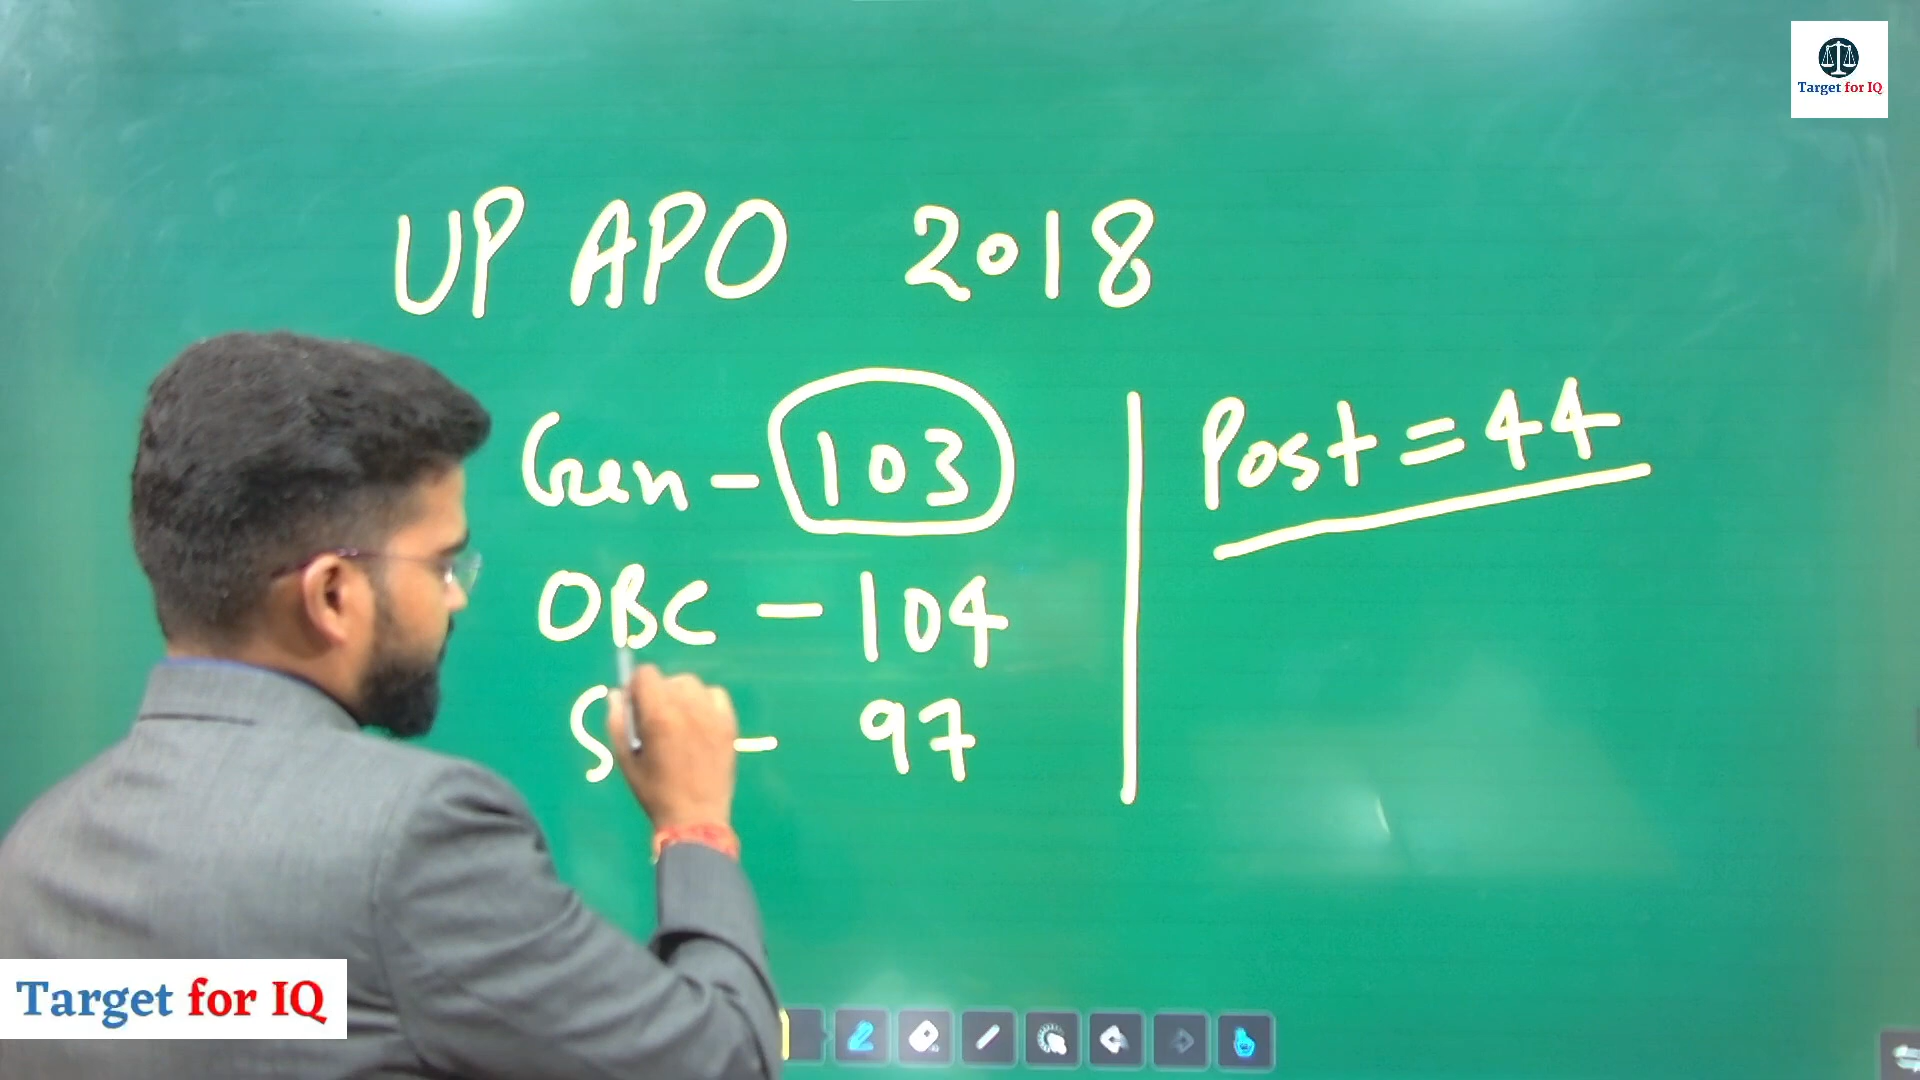 Target for IQ
UP APO 2018
Gen - 103
Post = 44
OBC - 104
- 97
Target for IQ